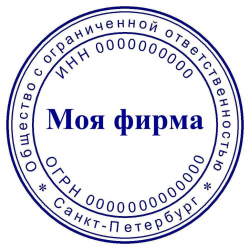 Общество с ограниченной ответственностью
* Санкт-Петербург *
ИНН 0000000000
Моя фирма
ОГРН 0000000000000